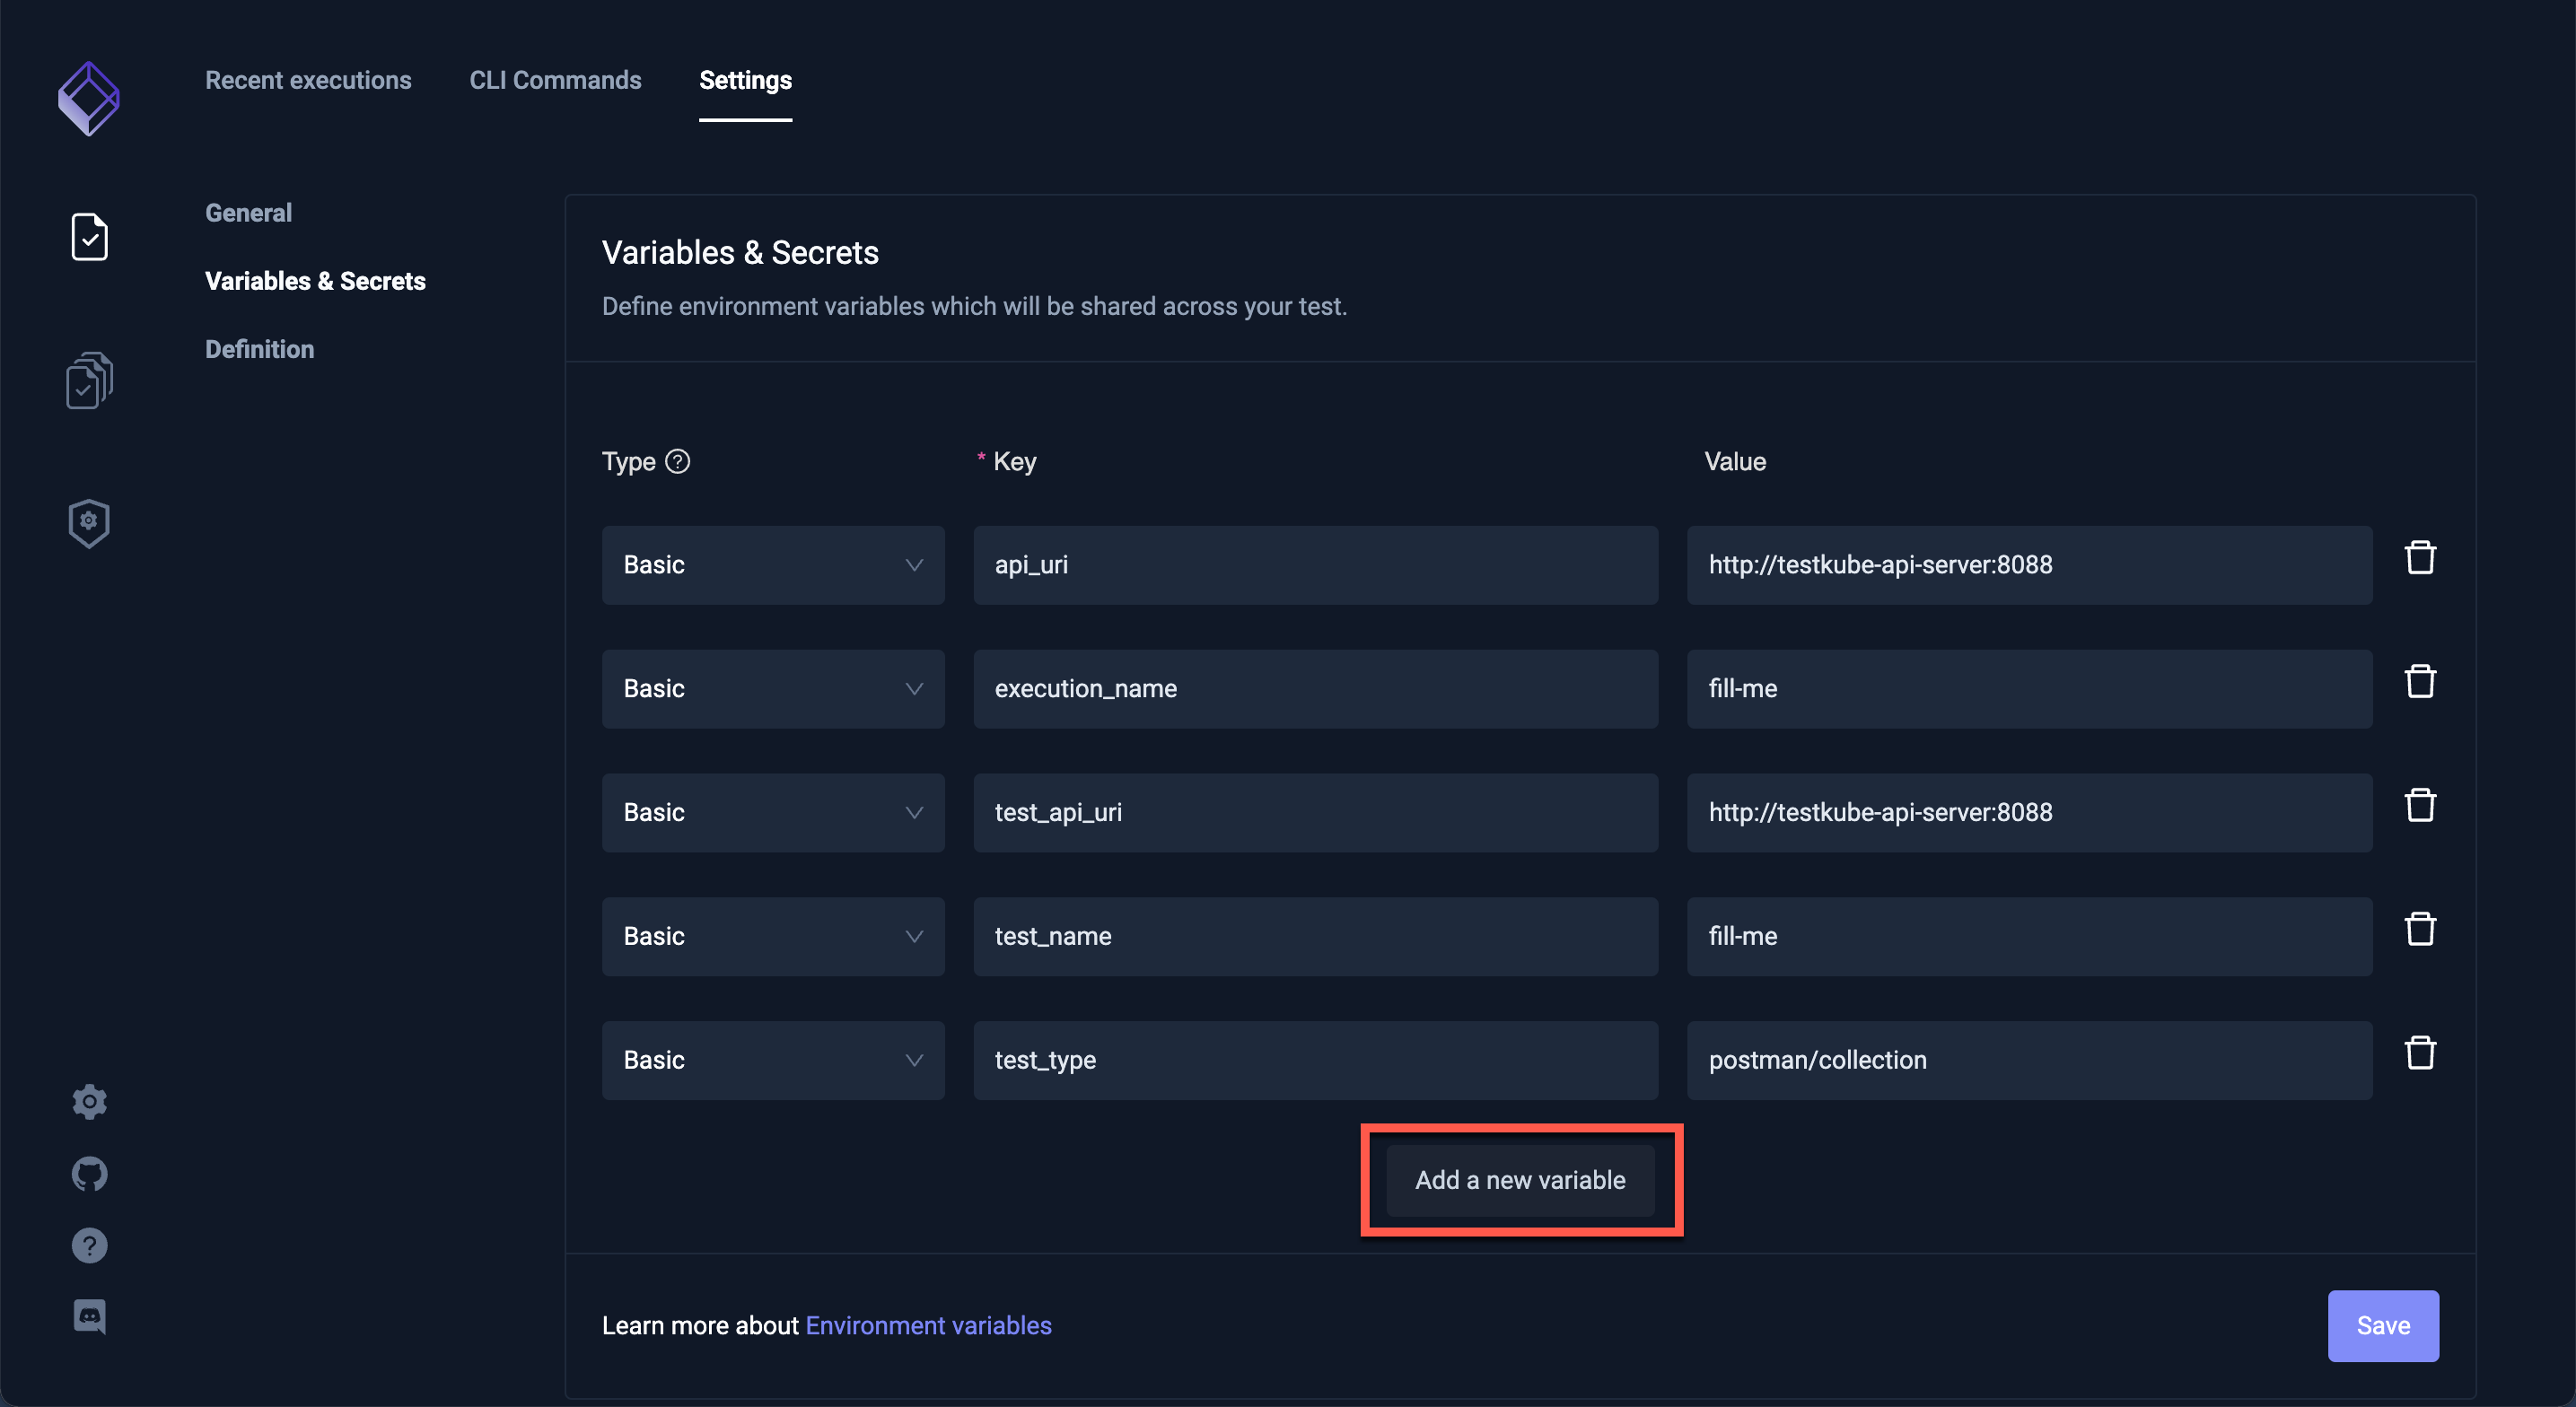 Recent executions CLI Commands Settings
General
Variables & Secrets
Definition
Variables & Secrets
Define environment variables which will be shared across your test.
Type ? * Key Value
Basic api_uri http://testkube-api-server:8088
Basic execution_name fill-me
Basic test_api_uri http://testkube-api-server:8088
Basic test_name fill-me
Basic test_type postman/collection
Add a new variable
?
Learn more about Environment variables
Save